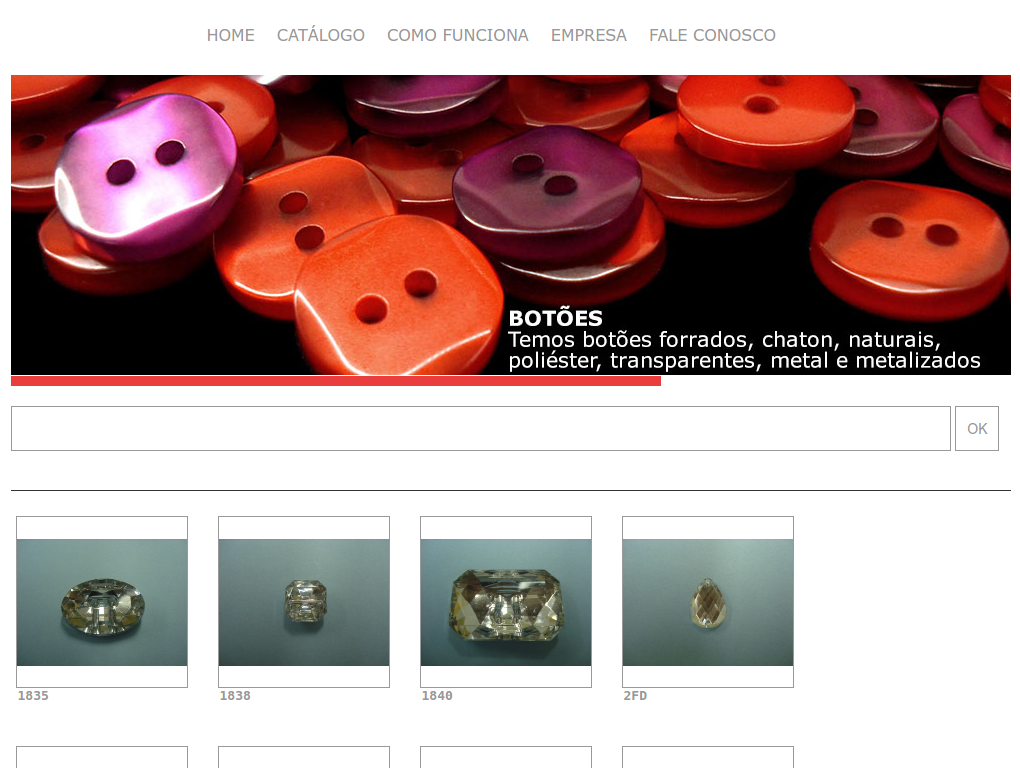 HOME CATÁLOGO COMO FUNCIONA EMPRESA FALE CONOSCO
BOTÕES
Temos botões forrados, chaton, naturais,
poliéster, transparentes, metal e metalizados
OK
1835 1838 1840 2FD